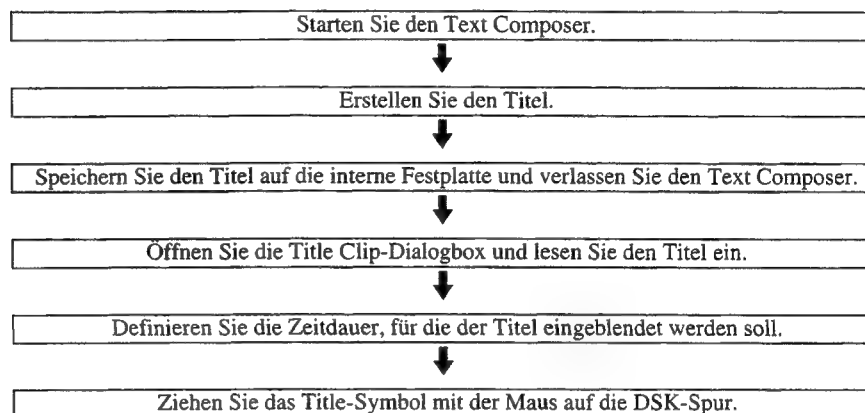 Starten Sie den Text Composer.
Erstellen Sie den Titel.
Speichern Sie den Titel auf die interne Festplatte und verlassen Sie den Text Composer.
Öffnen Sie die Title Clip-Dialogbox und lesen Sie den Titel ein.
Definieren Sie die Zeitdauer, für die der Titel eingeblendet werden soll.
Ziehen Sie das Title-Symbol mit der Maus auf die DSK-Spur.